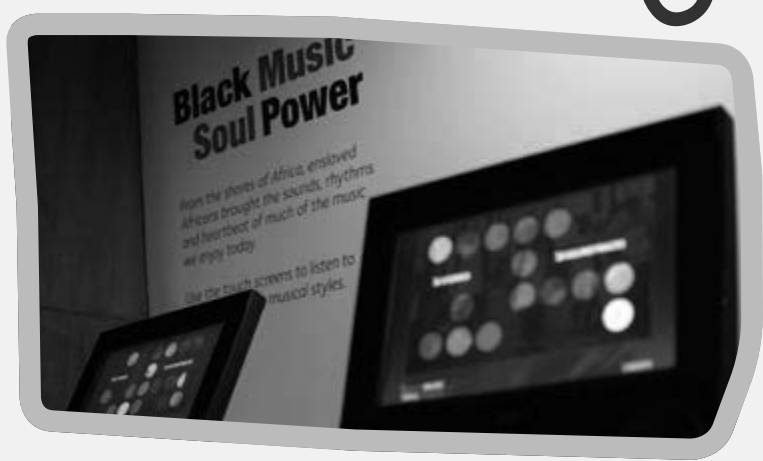 Black Music
Soul Power
From the shores of Africa, enslaved
Africans brought the sounds, rhythms
and heartbeat of much of the music
we enjoy today.
Use the touch screens to listen to
musical styles.